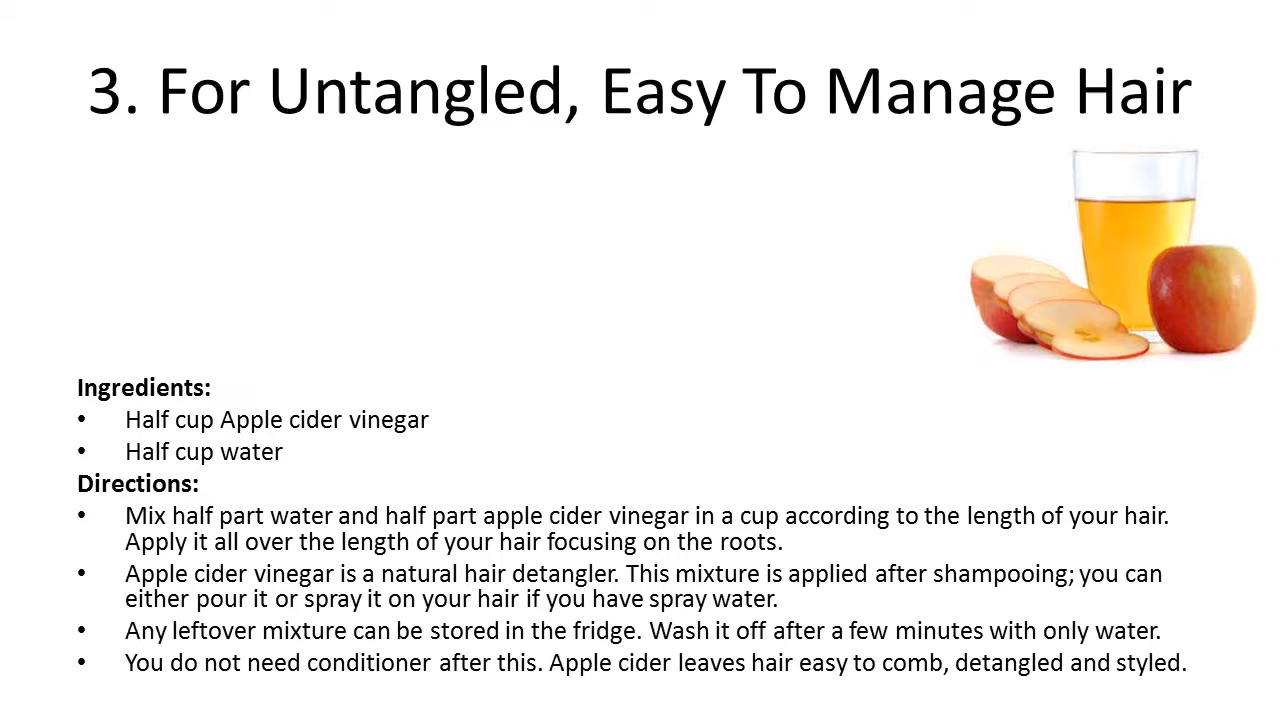 3. For Untangled, Easy To Manage Hair
Ingredients:
• Half cup Apple cider vinegar
• Half cup water
Directions:
• Mix half part water and half part apple cider vinegar in a cup according to the length of your hair.
Apply it all over the length of your hair focusing on the roots.
• Apple cider vinegar is a natural hair detangler. This mixture is applied after shampooing; you can
either pour it or spray it on your hair if you have spray water.
• Any leftover mixture can be stored in the fridge. Wash it off after a few minutes with only water.
• You do not need conditioner after this. Apple cider leaves hair easy to comb, detangled and styled.